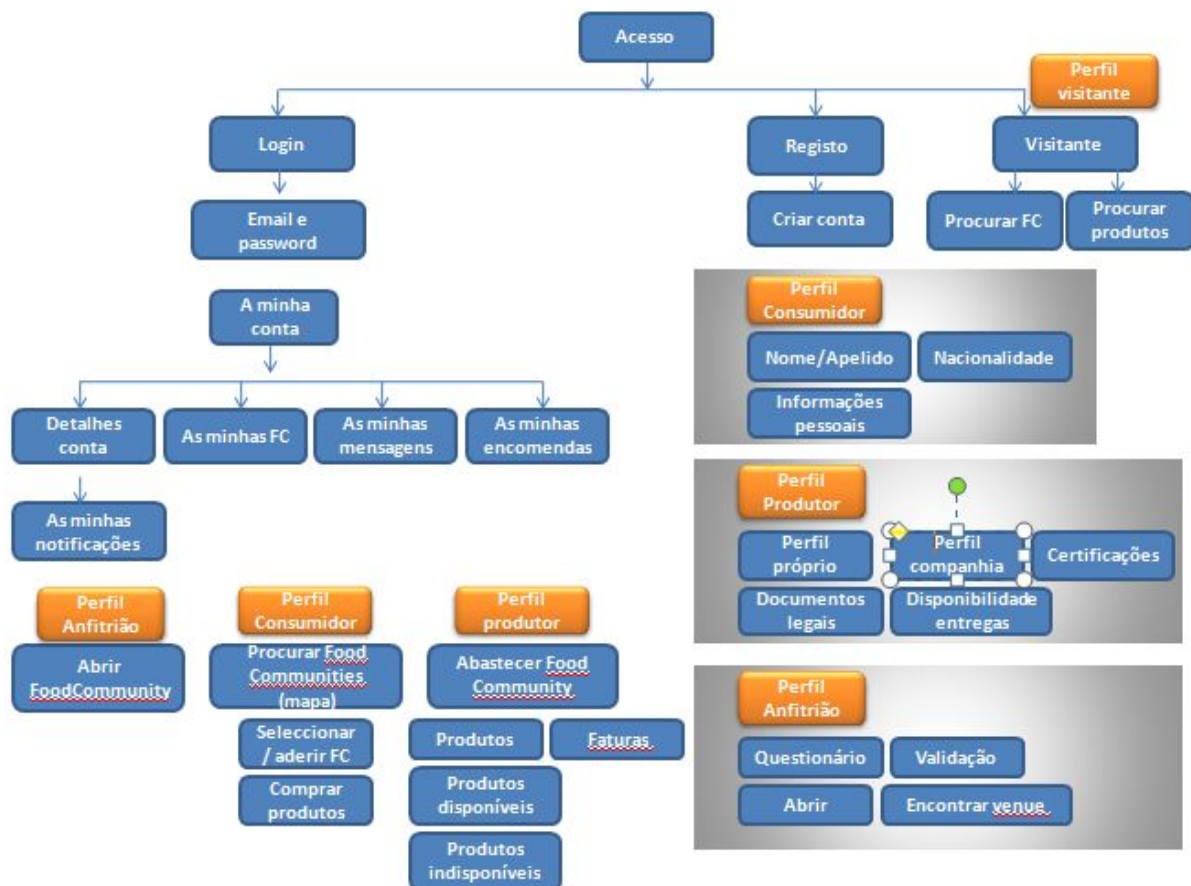 Acesso
Perfil
visitante
Login
Registo
Visitante
Email e
password
Criar conta
Procurar FC
Procurar
produtos
A minha
conta
Detalhes
conta
As minhas FC
As minhas
mensagens
As minhas
encomendas
As minhas
notificações
Perfil
Anfitrião
Abrir
FoodCommunity
Perfil
Consumidor
Procurar Food
Communities
(mapa)
Seleccionar
/ aderir FC
Comprar
produtos
Perfil
produtor
Abastecer Food
Community
Produtos
Faturas
Produtos
disponíveis
Produtos
indisponíveis
Perfil
Consumidor
Nome/Apelido
Nacionalidade
Informações
pessoais
Perfil
Produtor
Perfil
próprio
Perfil
companhia
Certificações
Documentos
legais
Disponibilidade
entregas
Perfil
Anfitrião
Questionário
Validação
Abrir
Encontrar venue